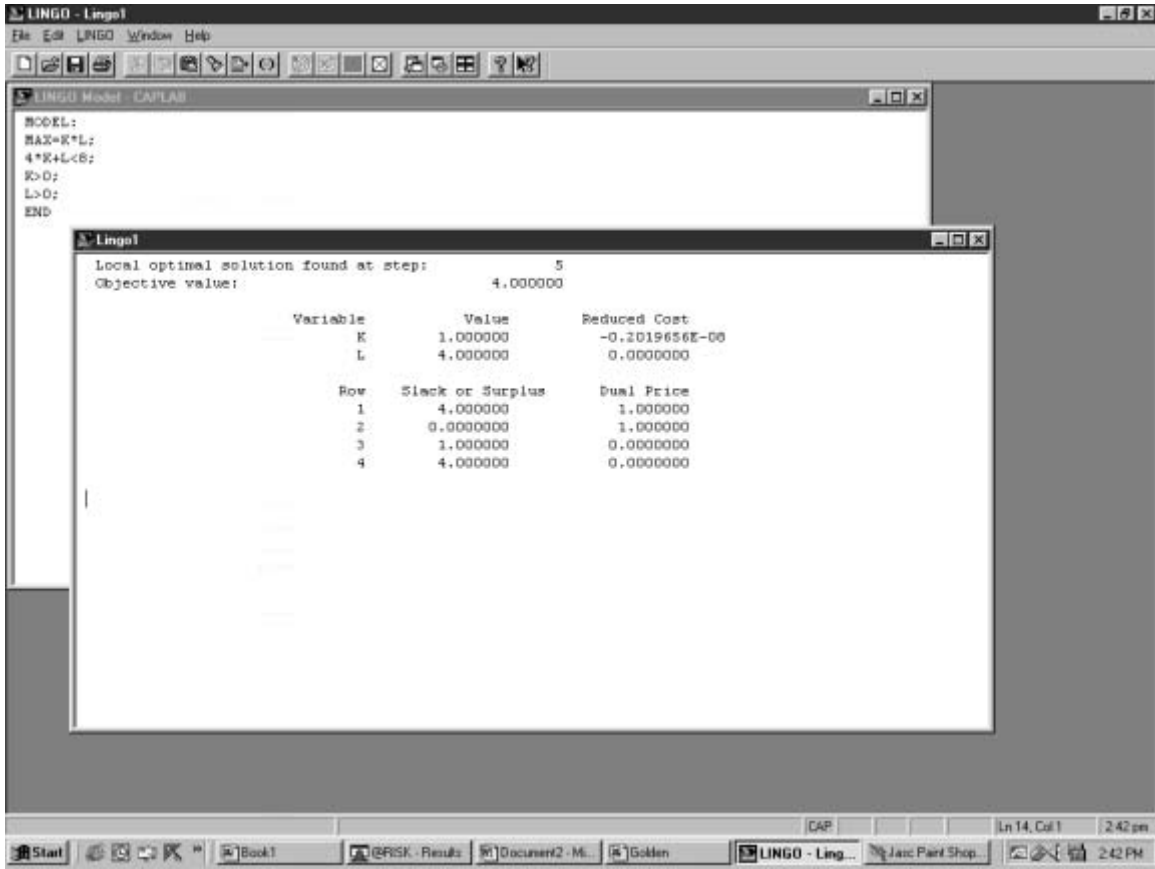 LINGO - Lingo1
File Edit LINGO Window Help
LINGO Model - CAPLAB
MODEL:
MAX=K*L;
4*K+L<8;
K>0;
L>0;
END
Lingo1
Local optimal solution found at step: 5
Objective value: 4.000000
Variable Value Reduced Cost
K 1.000000 -0.2019656E-08
L 4.000000 0.0000000
Row Slack or Surplus Dual Price
1 4.000000 1.000000
2 0.0000000 1.000000
3 1.000000 0.0000000
4 4.000000 0.0000000
CAP Ln 14, Col 1 2:42 pm
Start Book1 @RISK - Results Document2 - Mi... Golden LINGO - Ling... Jasc Paint Shop... 2:42 PM